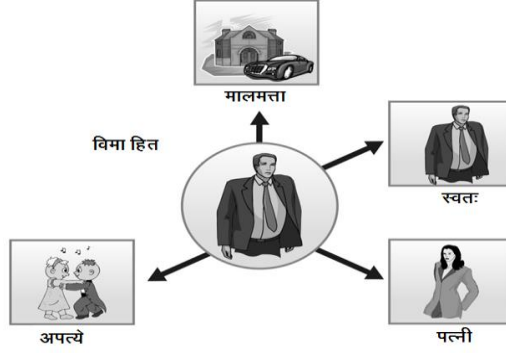 मालमत्ता
विमा हित
स्वतः
अपत्ये
पत्नी